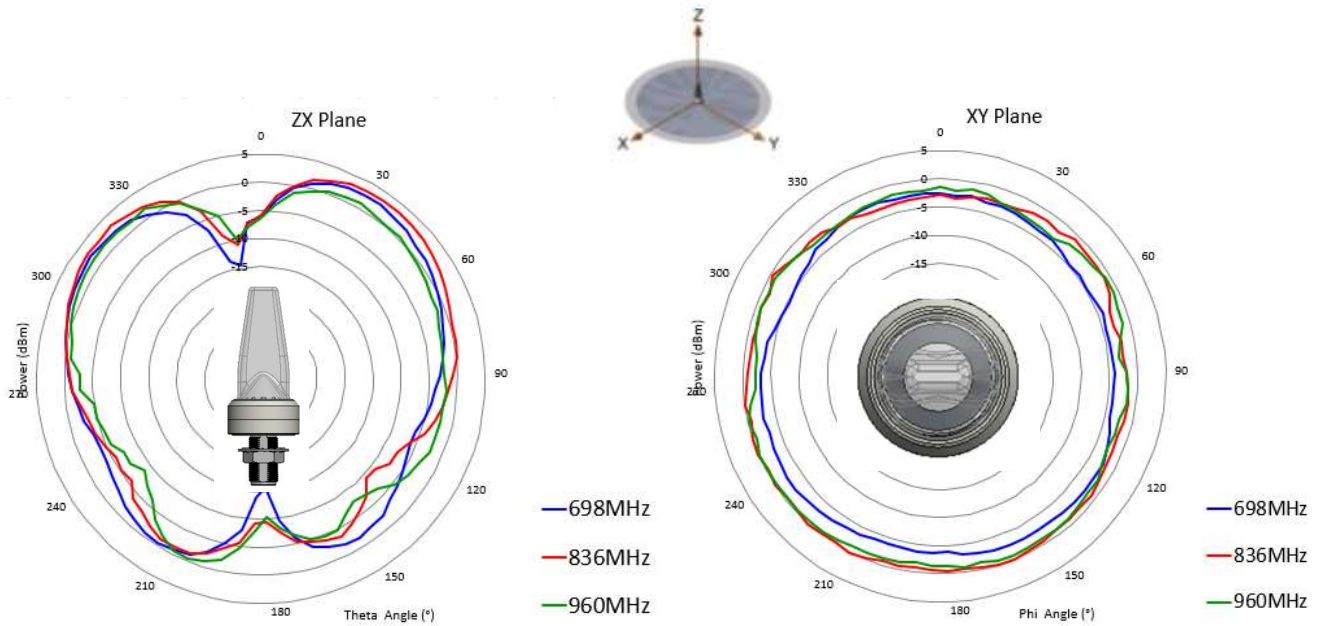 Z
X
Y
ZX Plane
0
5
0
-5
-10
-15
30
60
90
120
150
180
210
240
300
330
Power (dBm)
Theta Angle (°)
698MHz
836MHz
960MHz
XY Plane
0
5
0
-5
-10
-15
30
60
90
120
150
180
210
240
300
330
Power (dBm)
Phi Angle (°)
698MHz
836MHz
960MHz